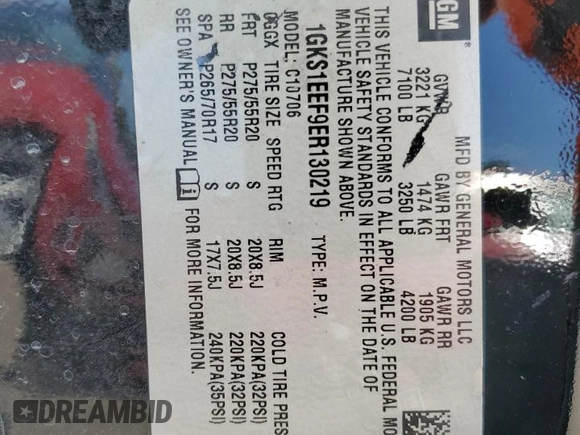 GM®
MFD BY GENERAL MOTORS LLC
GVWR GAWR FRT GAWR RR
3221 KG 1474 KG 1905 KG
7100 LB 3250 LB 4200 LB
THIS VEHICLE CONFORMS TO ALL APPLICABLE U.S. FEDERAL MO
VEHICLE SAFETY STANDARDS IN EFFECT ON THE DATE OF
MANUFACTURE SHOWN ABOVE.
1GKS1EEF9ER130219 TYPE: M.P.V.
MODEL: C10706
OGGX TIRE SIZE SPEED RTG RIM COLD TIRE PRES
FRT P275/55R20 S 20X8.5J 220KPA(32PSI)
RR P275/55R20 S 20X8.5J 220KPA(32PSI)
SPA P265/70R17 S 17X7.5J 240KPA(35PSI)
SEE OWNER'S MANUAL FOR MORE INFORMATION.
DREAMBID